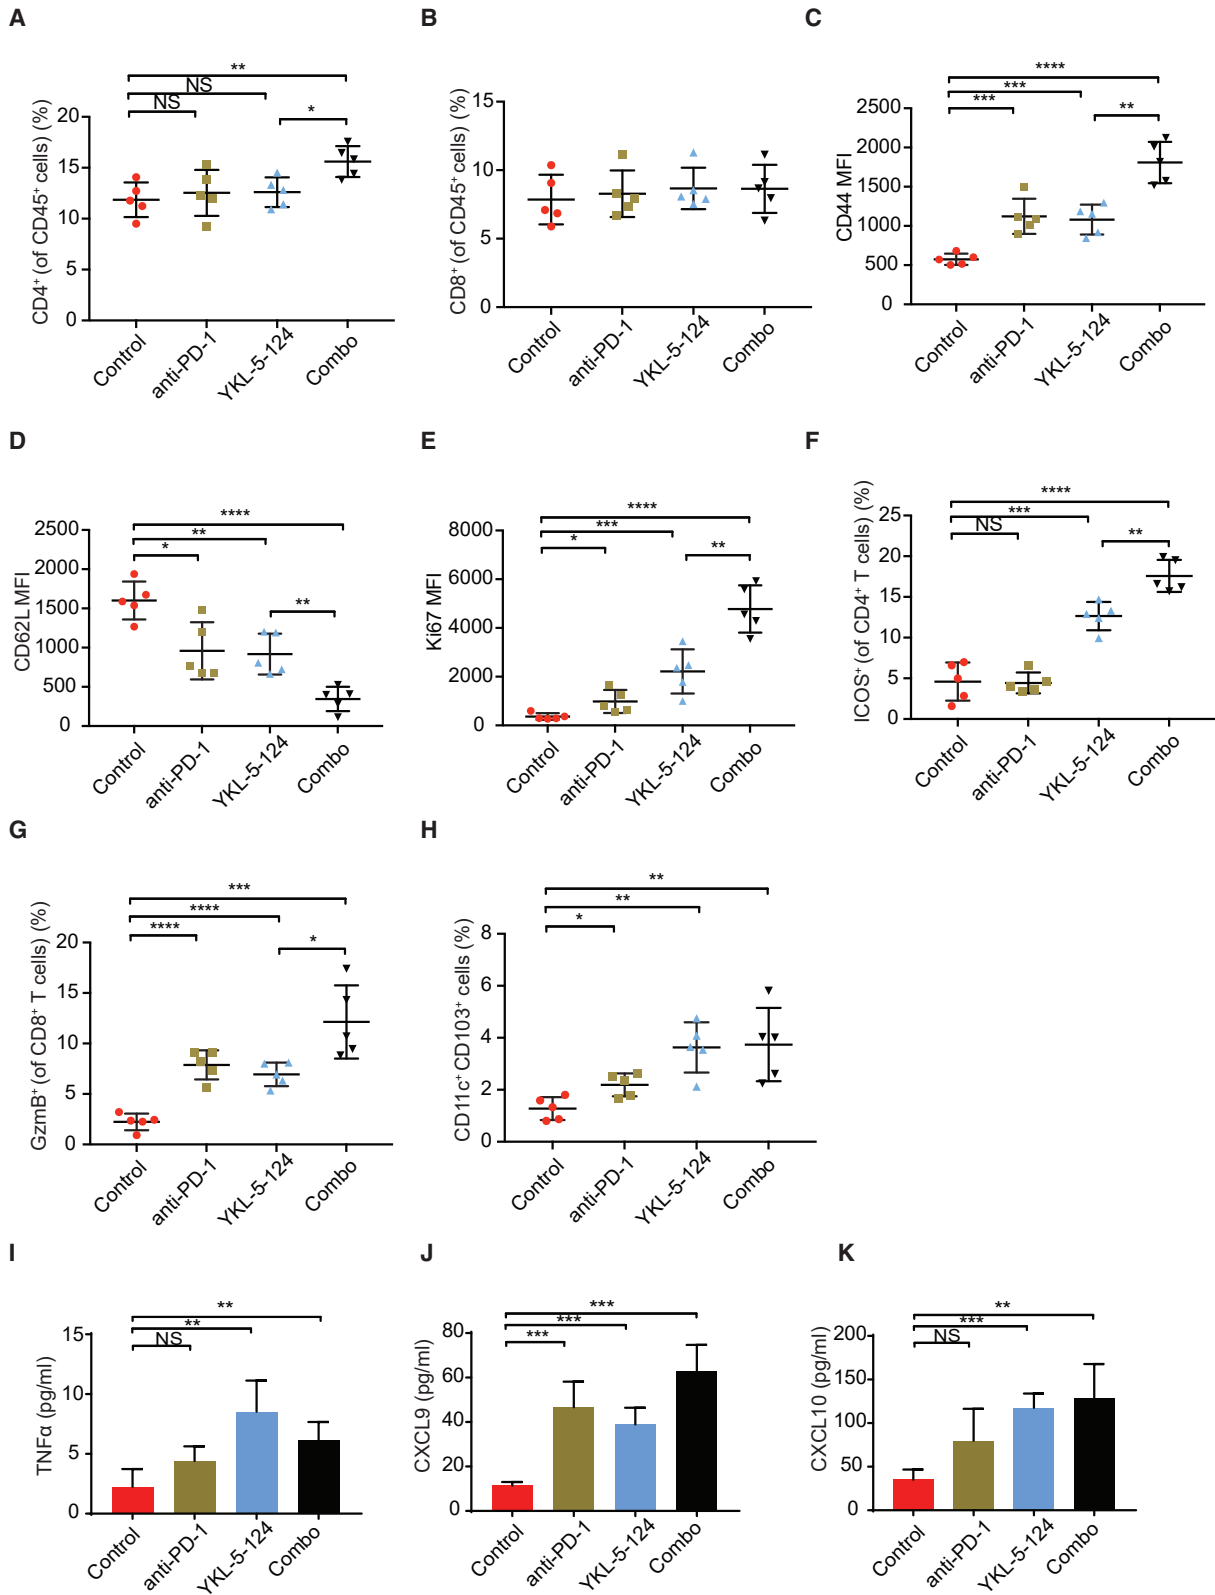 A
CD4⁺ (of CD45⁺ cells) (%)
**
NS
NS
*
20
15
10
5
0
Control
anti-PD-1
YKL-5-124
Combo
B
CD8⁺ (of CD45⁺ cells) (%)
15
10
5
0
Control
anti-PD-1
YKL-5-124
Combo
C
CD44 MFI
****
***
***
**
2500
2000
1500
1000
500
0
Control
anti-PD-1
YKL-5-124
Combo
D
CD62L MFI
****
**
*
**
2500
2000
1500
1000
500
0
Control
anti-PD-1
YKL-5-124
Combo
E
Ki67 MFI
****
***
*
**
8000
6000
4000
2000
0
Control
anti-PD-1
YKL-5-124
Combo
F
ICOS⁺ (of CD4⁺ T cells) (%)
****
***
NS
**
25
20
15
10
5
0
Control
anti-PD-1
YKL-5-124
Combo
G
GzmB⁺ (of CD8⁺ T cells) (%)
***
****
****
*
20
15
10
5
0
Control
anti-PD-1
YKL-5-124
Combo
H
CD11c⁺ CD103⁺ cells (%)
**
**
*
8
6
4
2
0
Control
anti-PD-1
YKL-5-124
Combo
I
TNFα (pg/ml)
**
**
NS
15
10
5
0
Control
anti-PD-1
YKL-5-124
Combo
J
CXCL9 (pg/ml)
***
***
***
80
60
40
20
0
Control
anti-PD-1
YKL-5-124
Combo
K
CXCL10 (pg/ml)
**
***
NS
200
150
100
50
0
Control
anti-PD-1
YKL-5-124
Combo